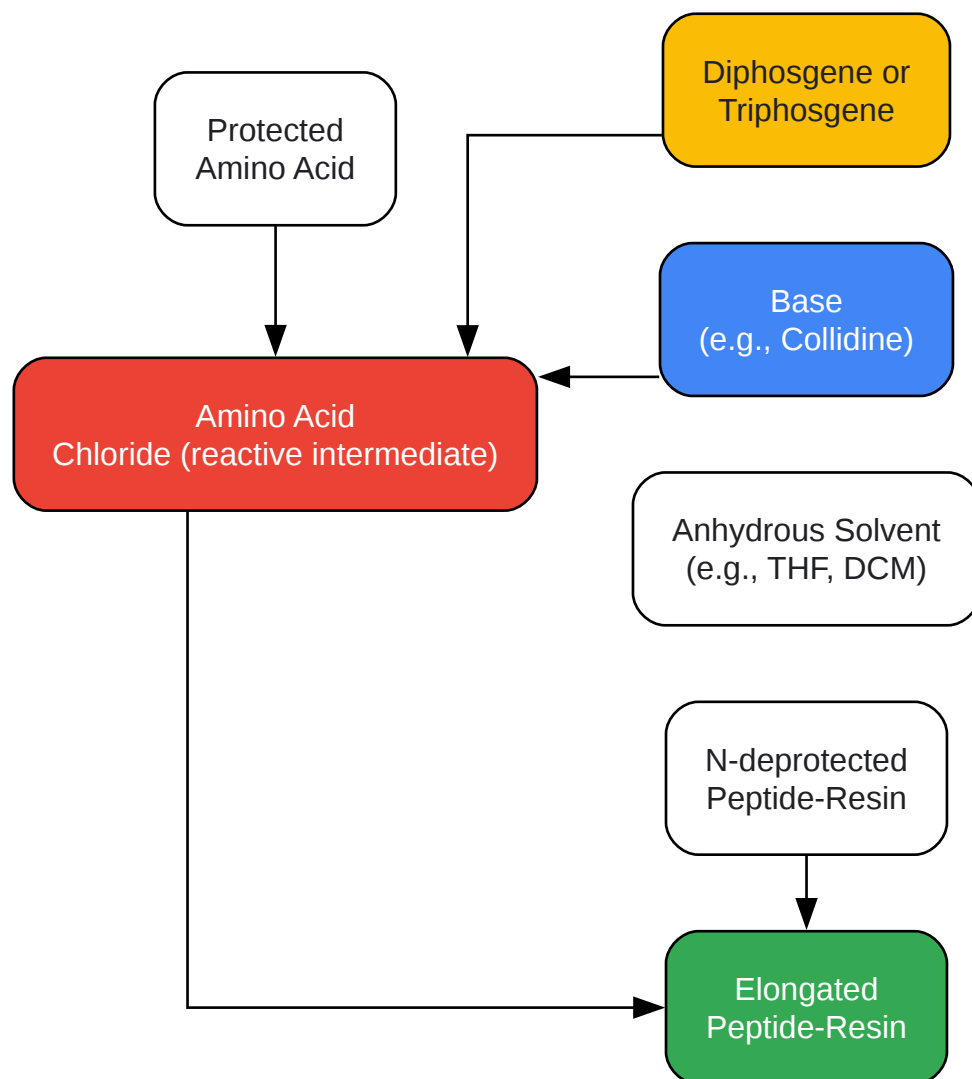 Diphosgene or
Triphosgene
Protected
Amino Acid
Base
(e.g., Collidine)
Amino Acid
Chloride (reactive intermediate)
Anhydrous Solvent
(e.g., THF, DCM)
N-deprotected
Peptide-Resin
Elongated
Peptide-Resin